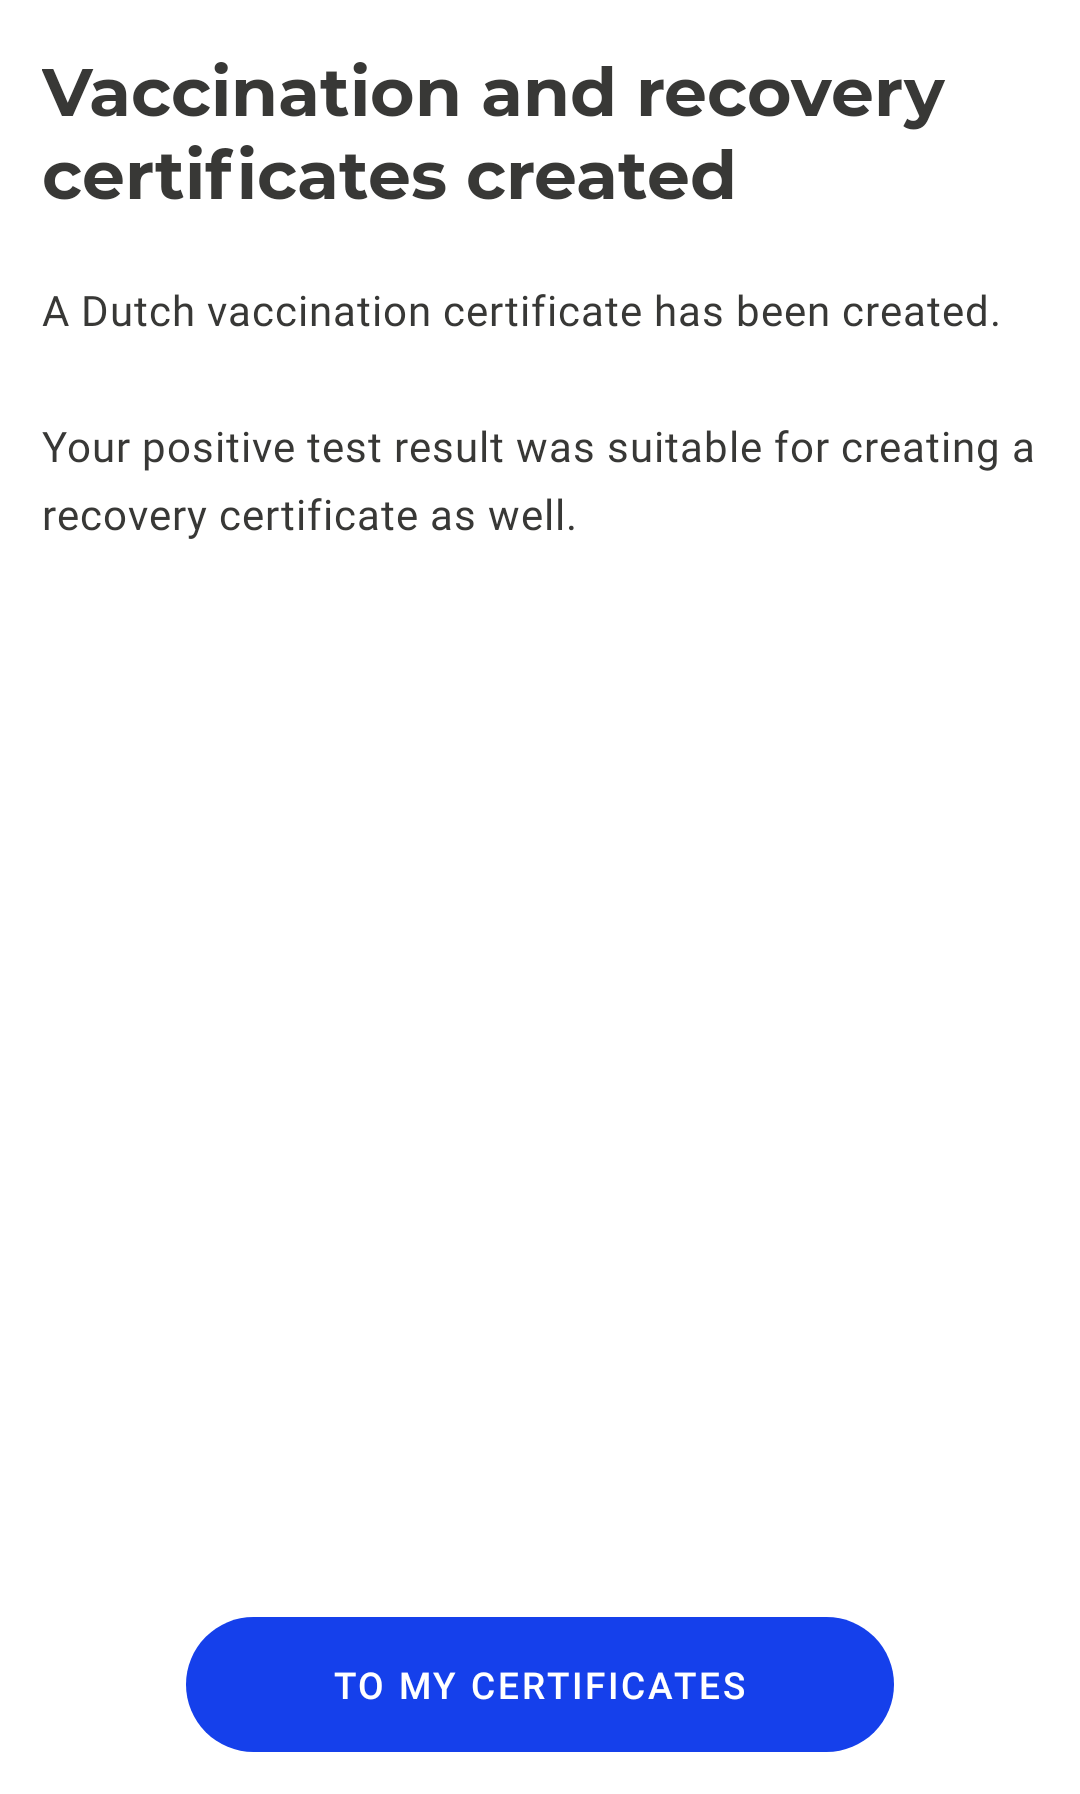 Vaccination and recovery
certificates created
A Dutch vaccination certificate has been created.
Your positive test result was suitable for creating a
recovery certificate as well.
TO MY CERTIFICATES